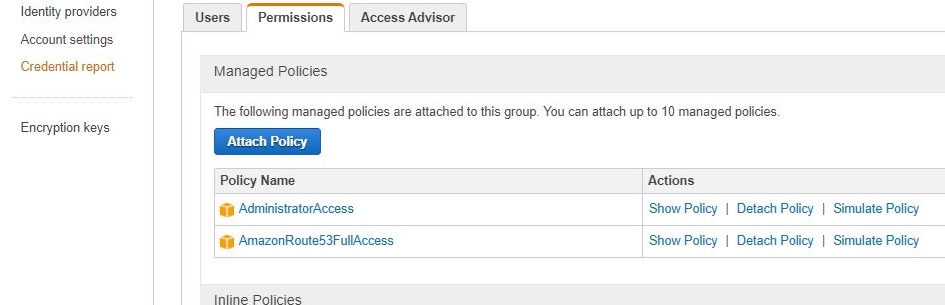 Identity providers
Account settings
Credential report
Encryption keys
Users Permissions Access Advisor
Managed Policies
The following managed policies are attached to this group. You can attach up to 10 managed policies.
Attach Policy
Policy Name Actions
AdministratorAccess Show Policy | Detach Policy | Simulate Policy
AmazonRoute53FullAccess Show Policy | Detach Policy | Simulate Policy
Inline Policies